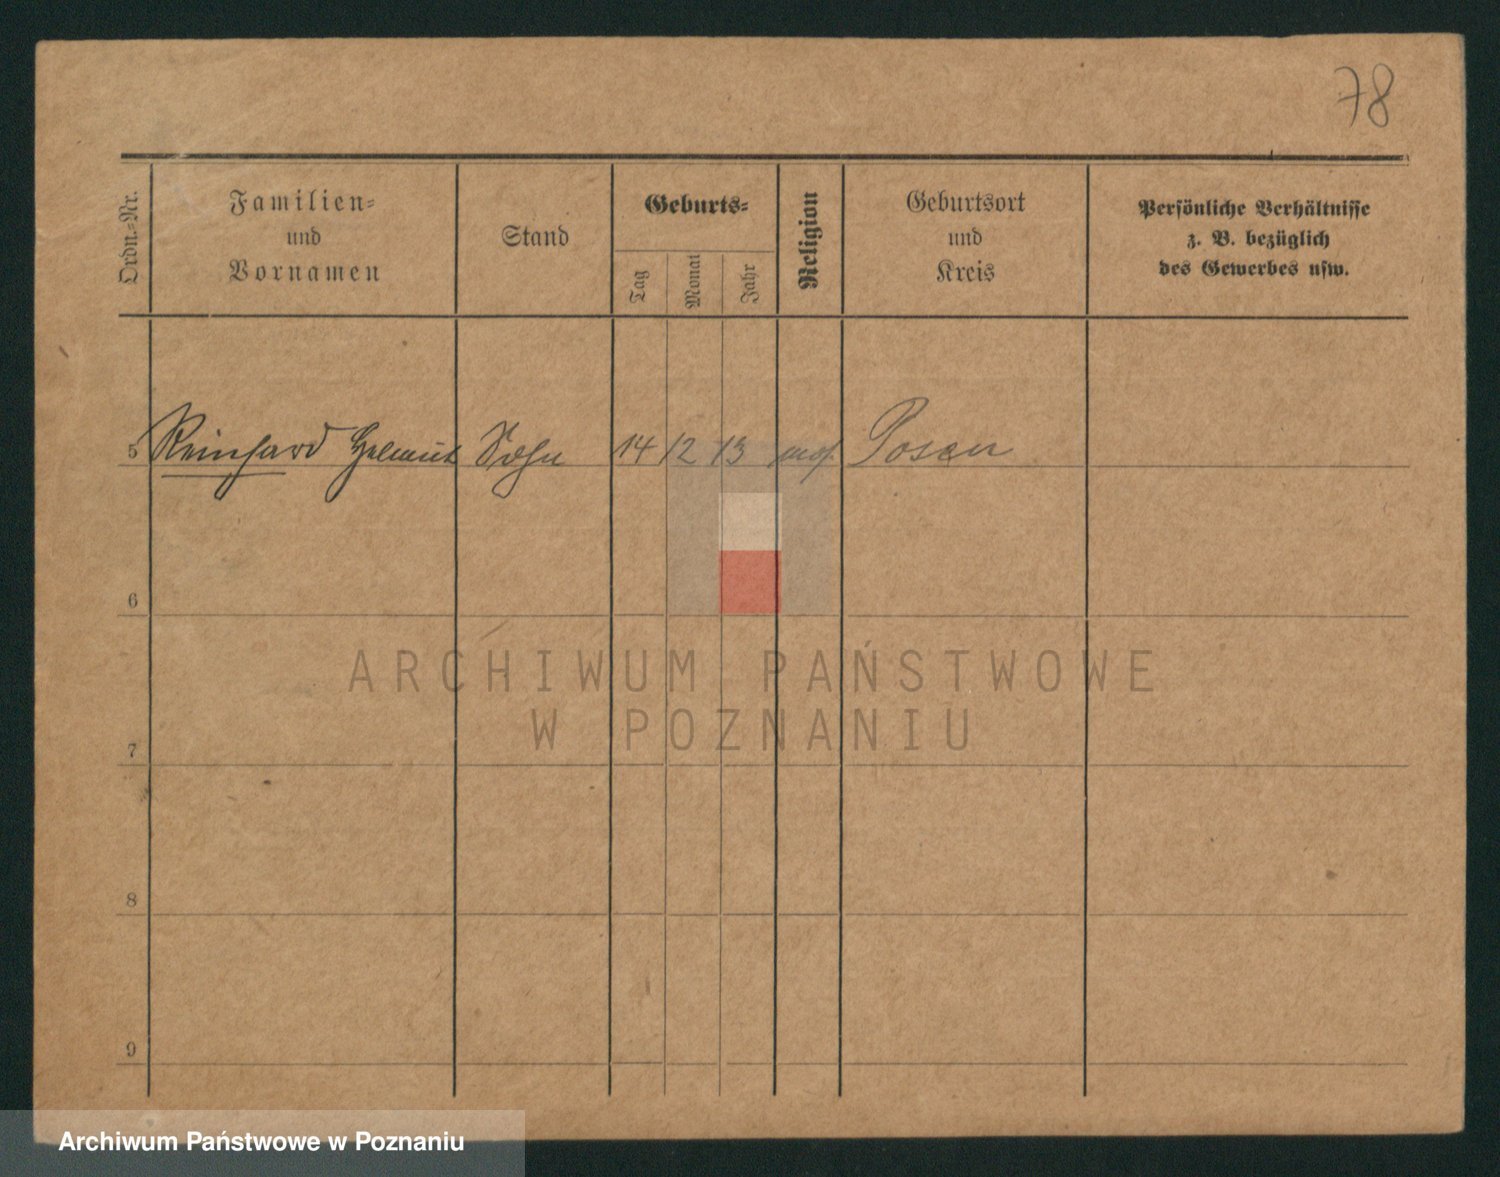 78
Ordn.-Nr.
Familien-
und
Vornamen
Stand
Geburts-
Tag
Monat
Jahr
Religion
Geburtsort
und
Kreis
Persönliche Verhältnisse
z. B. bezüglich
des Gewerbes usw.
5 Reinhard Helmut Sohn 14 12 13 Posen
6
ARCHIWUM PAŃSTWOWE
W POZNANIU
7
8
9
Archiwum Państwowe w Poznaniu